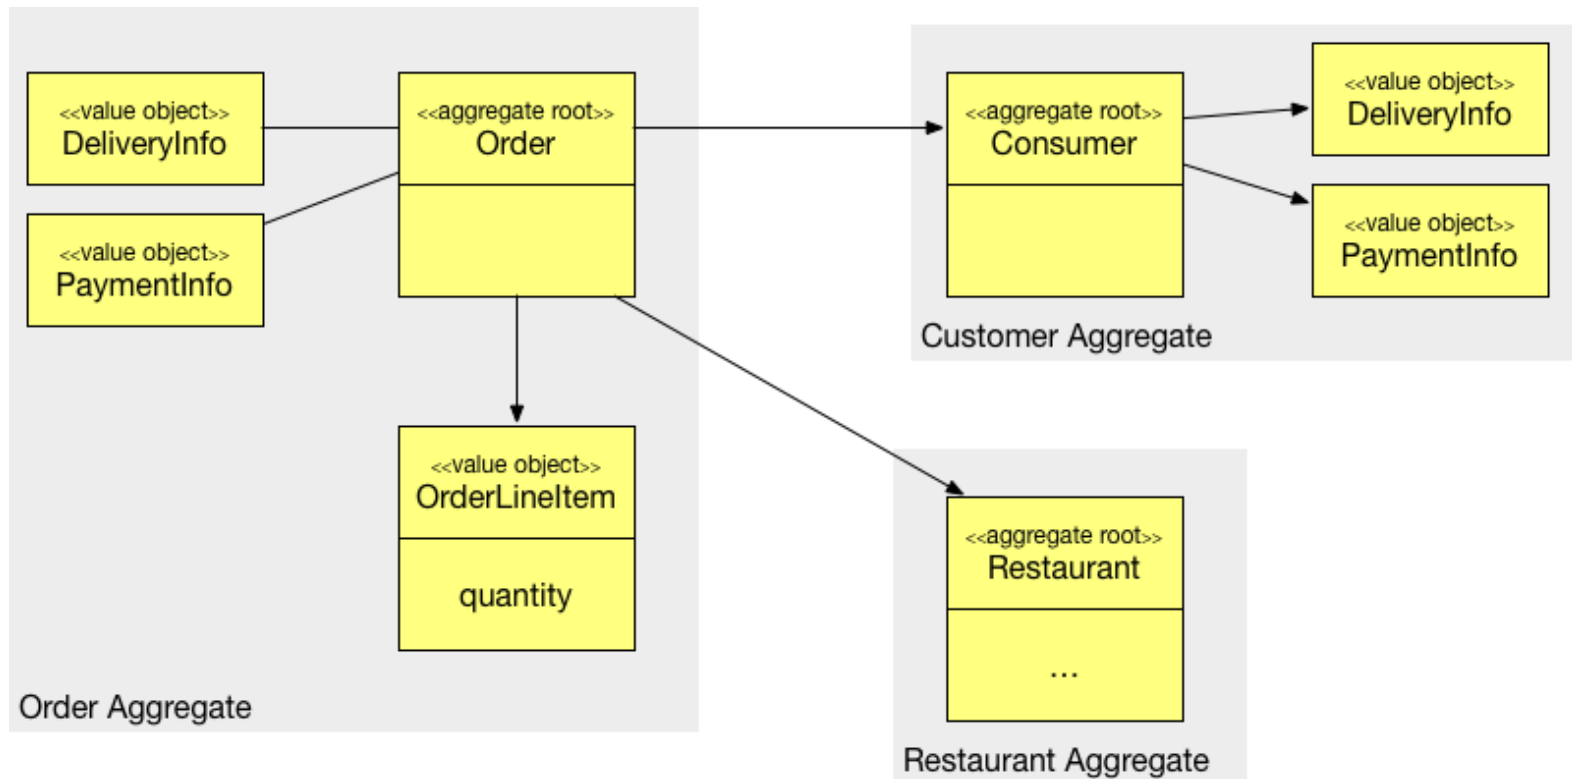 <<value object>>
DeliveryInfo
<<value object>>
PaymentInfo
<<aggregate root>>
Order
<<value object>>
OrderLineItem
quantity
Order Aggregate
<<aggregate root>>
Consumer
<<value object>>
DeliveryInfo
<<value object>>
PaymentInfo
Customer Aggregate
<<aggregate root>>
Restaurant
...
Restaurant Aggregate